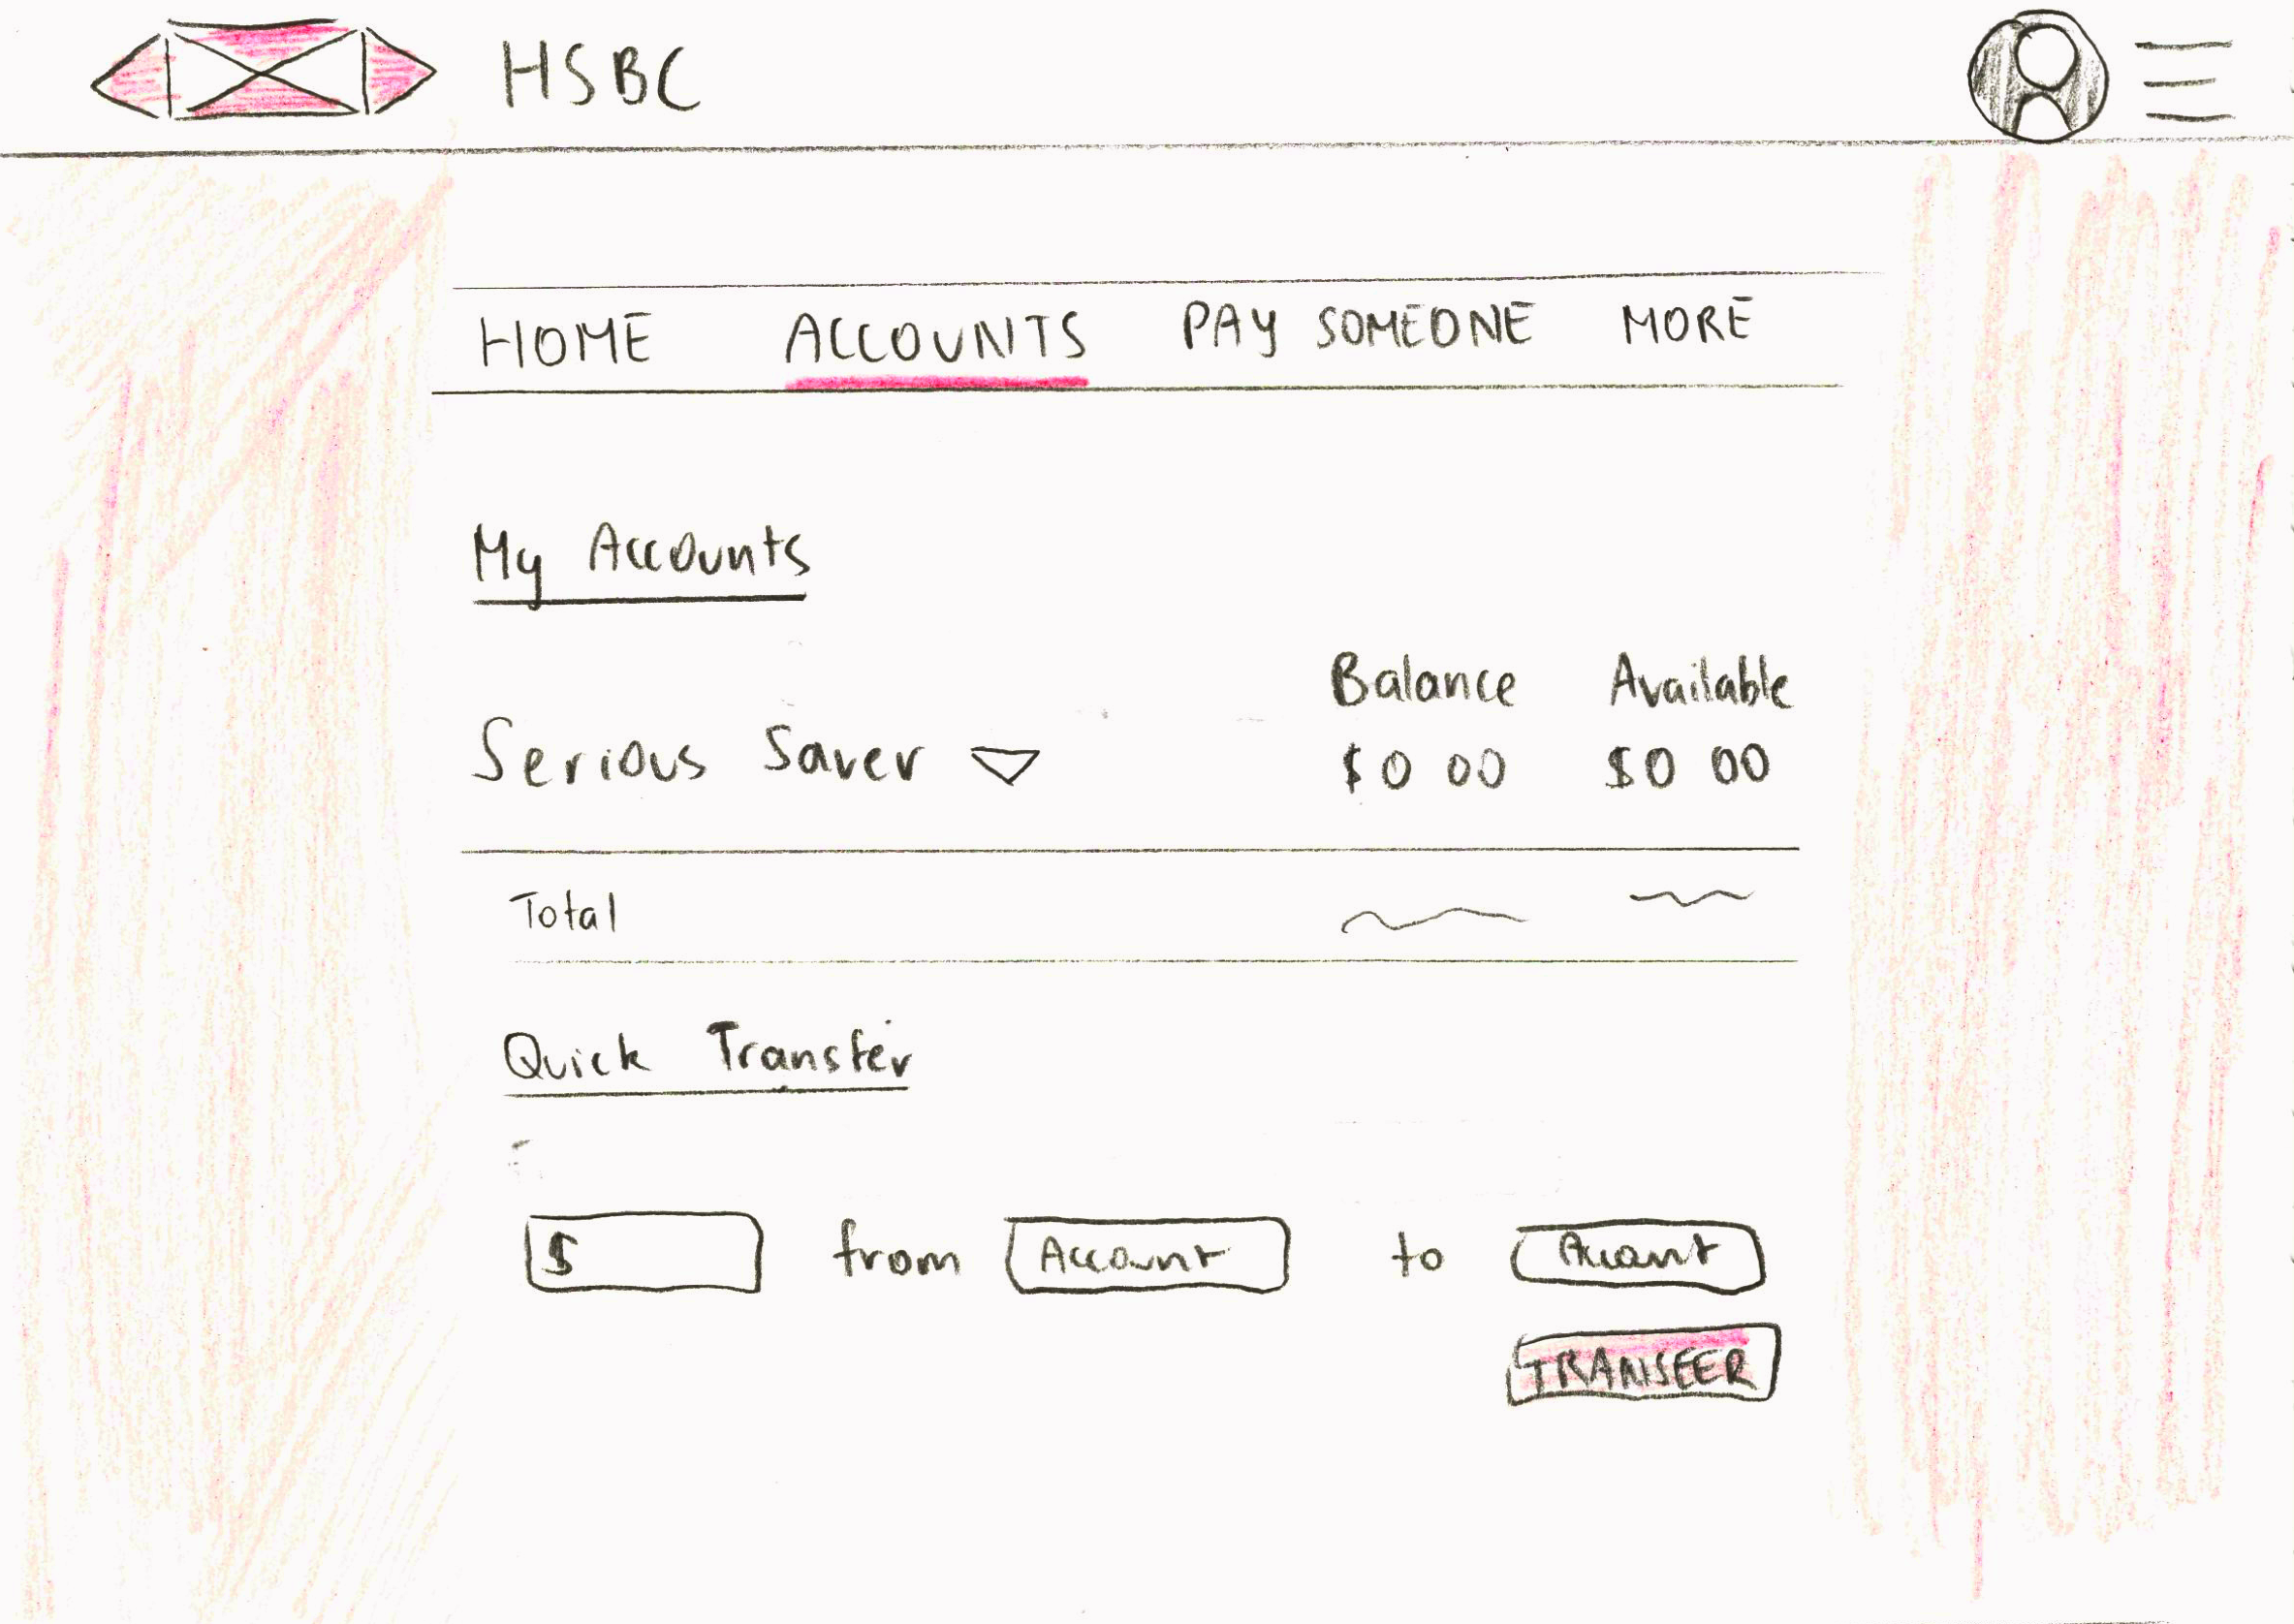 HSBC
HOME ACCOUNTS PAY SOMEONE MORE
My Accounts
Balance Available
Serious Saver $0 00 $0 00
Total
Quick Transfer
$ from Account to Account
TRANSFER